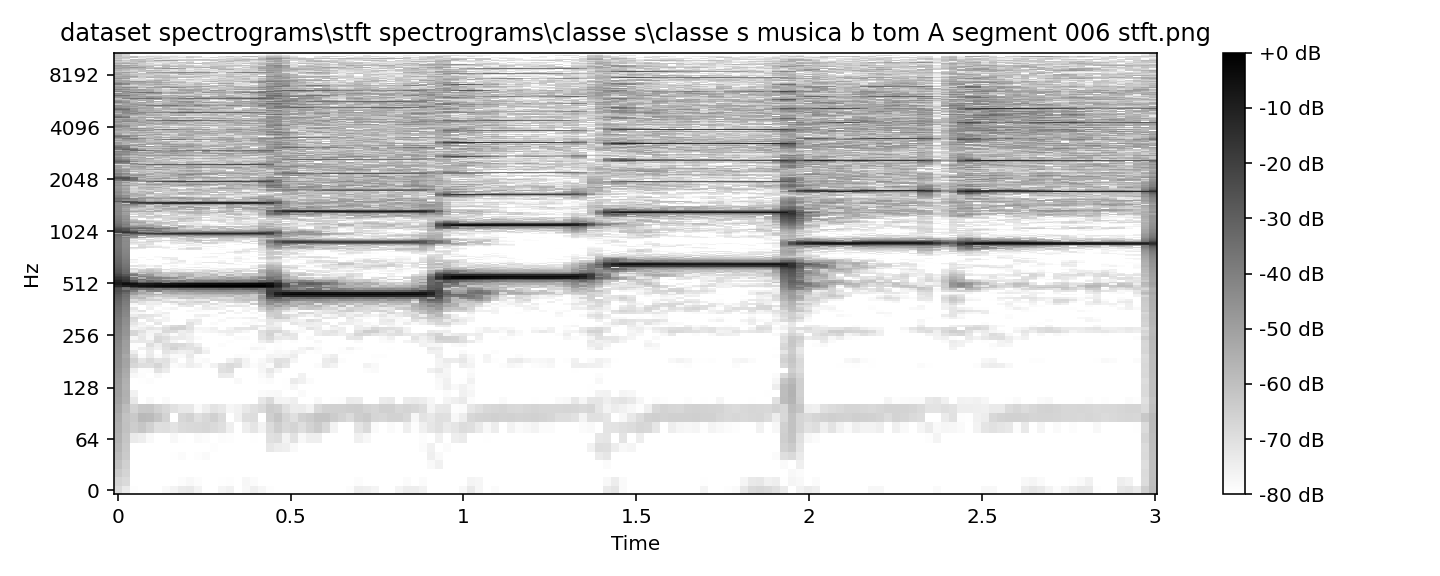 dataset spectrograms\stft spectrograms\classe s\classe s musica b tom A segment 006 stft.png
8192
4096
2048
1024
512
256
128
64
0
Hz
0
0.5
1
1.5
2
2.5
3
Time
+0 dB
-10 dB
-20 dB
-30 dB
-40 dB
-50 dB
-60 dB
-70 dB
-80 dB